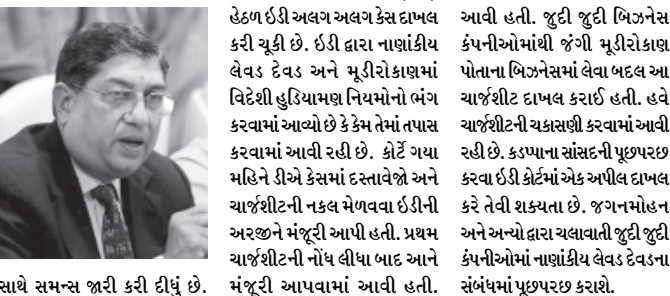 સાથે સમન્સ જારી કરી દીધું છે.
હેઠળ ઇડી અલગ અલગ કેસ દાખલ
કરી ચૂકી છે. ઇડી દ્વારા નાણાંકીય
લેવડ દેવડ અને મૂડીરોકાણમાં
વિદેશી હુડિયામણ નિયમોનો ભંગ
કરવામાં આવ્યો છે કે કેમ તેમાં તપાસ
કરવામાં આવી રહી છે. કોર્ટે ગયા
મહિને ડીએ કેસમાં દસ્તાવેજો અને
ચાર્જશીટની નકલ મેળવવા ઇડીની
અરજીને મંજૂરી આપી હતી. પ્રથમ
ચાર્જશીટની નોંધ લીધા બાદ આને
મંજૂરી આપવામાં આવી હતી.
આવી હતી. જુદી જુદી બિઝનેસ
કંપનીઓમાંથી જંગી મૂડીરોકાણ
પોતાના બિઝનેસમાં લેવા બદલ આ
ચાર્જશીટ દાખલ કરાઈ હતી. હવે
ચાર્જશીટની ચકાસણી કરવામાં આવી
રહી છે. કડપ્પાના સાંસદની પૂછપરછ
કરવા ઇડી કોર્ટમાં એક અપીલ દાખલ
કરે તેવી શક્યતા છે. જગનમોહન
અને અન્યો દ્વારા ચલાવાતી જુદી જુદી
કંપનીઓમાં નાણાંકીય લેવડ દેવડના
સંબંધમાં પૂછપરછ કરાશે.